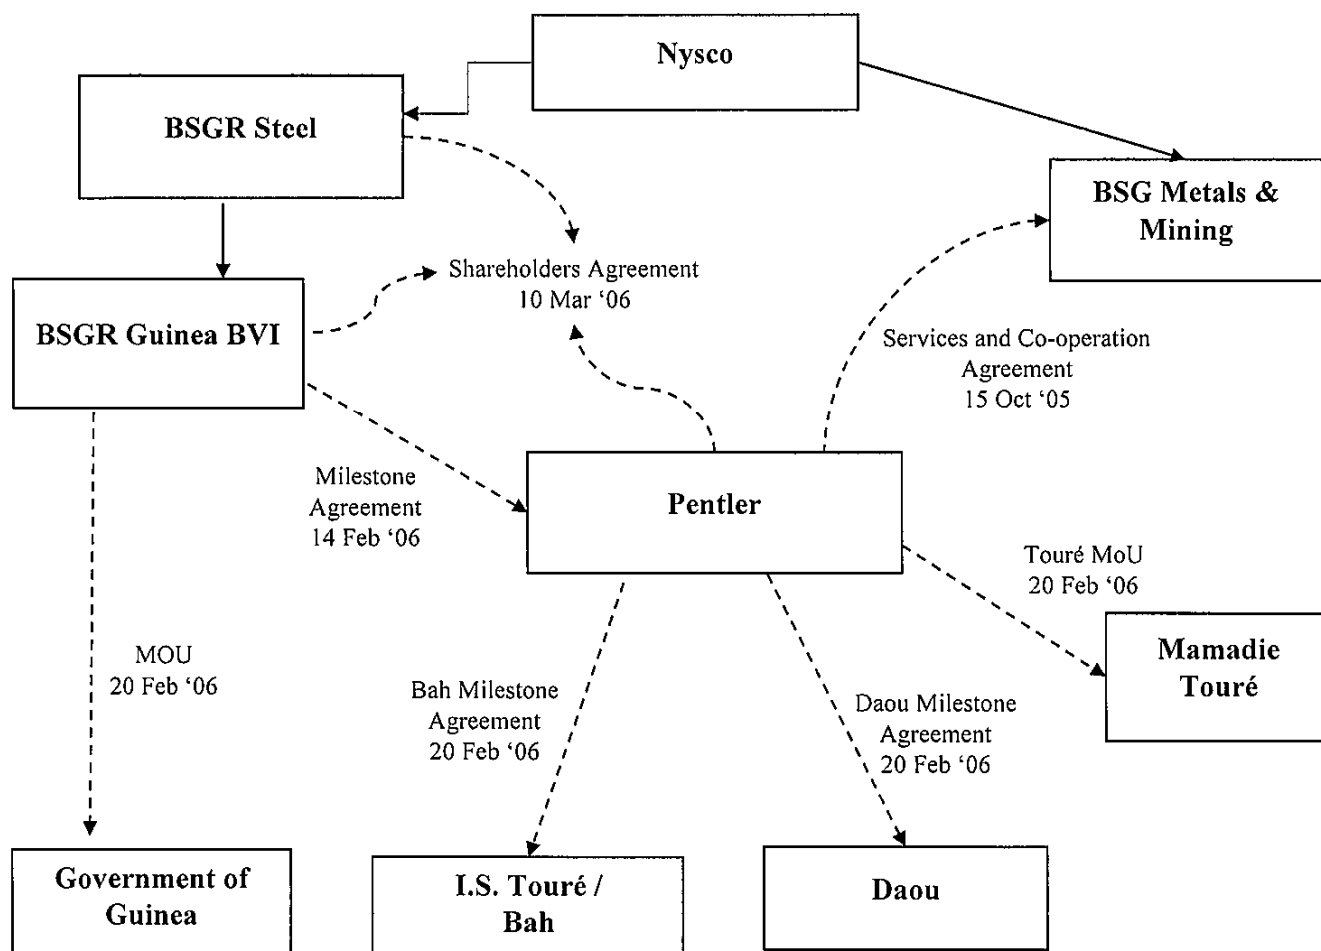 Nysco
BSGR Steel
BSG Metals &
Mining
Shareholders Agreement
10 Mar ‘06
BSGR Guinea BVI
Services and Co-operation
Agreement
15 Oct ‘05
Milestone
Agreement
14 Feb ‘06
Pentler
Touré MoU
20 Feb ‘06
MOU
20 Feb ‘06
Bah Milestone
Agreement
20 Feb ‘06
Daou Milestone
Agreement
20 Feb ‘06
Mamadie
Touré
Government of
Guinea
I.S. Touré /
Bah
Daou